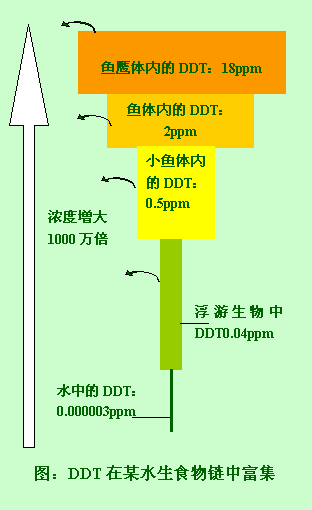 鱼鹰体内的 DDT：18ppm
鱼体内的 DDT：
2ppm
小鱼体内
的 DDT：
0.5ppm
浓度增大
1000 万倍
浮游生物中
DDT0.04ppm
水中的 DDT：
0.000003ppm
图：DDT 在某水生食物链中富集